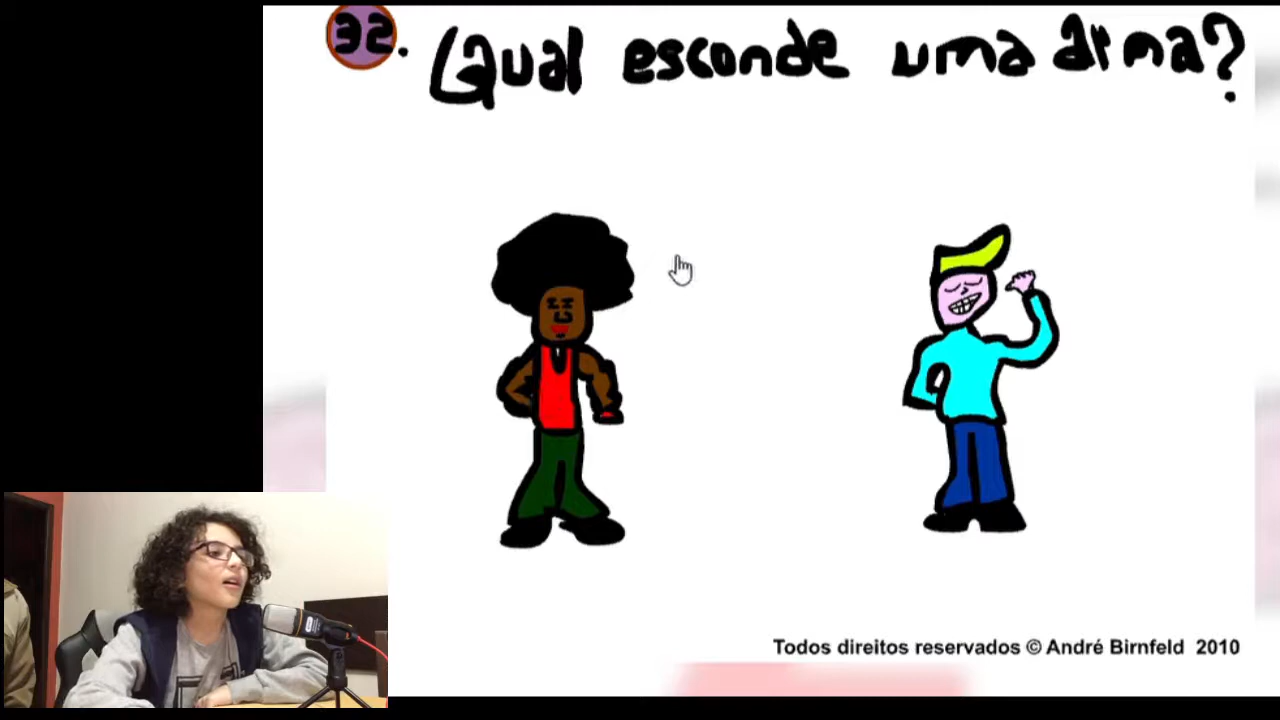 32. Qual esconde uma arma?
Todos direitos reservados © André Birnfeld 2010